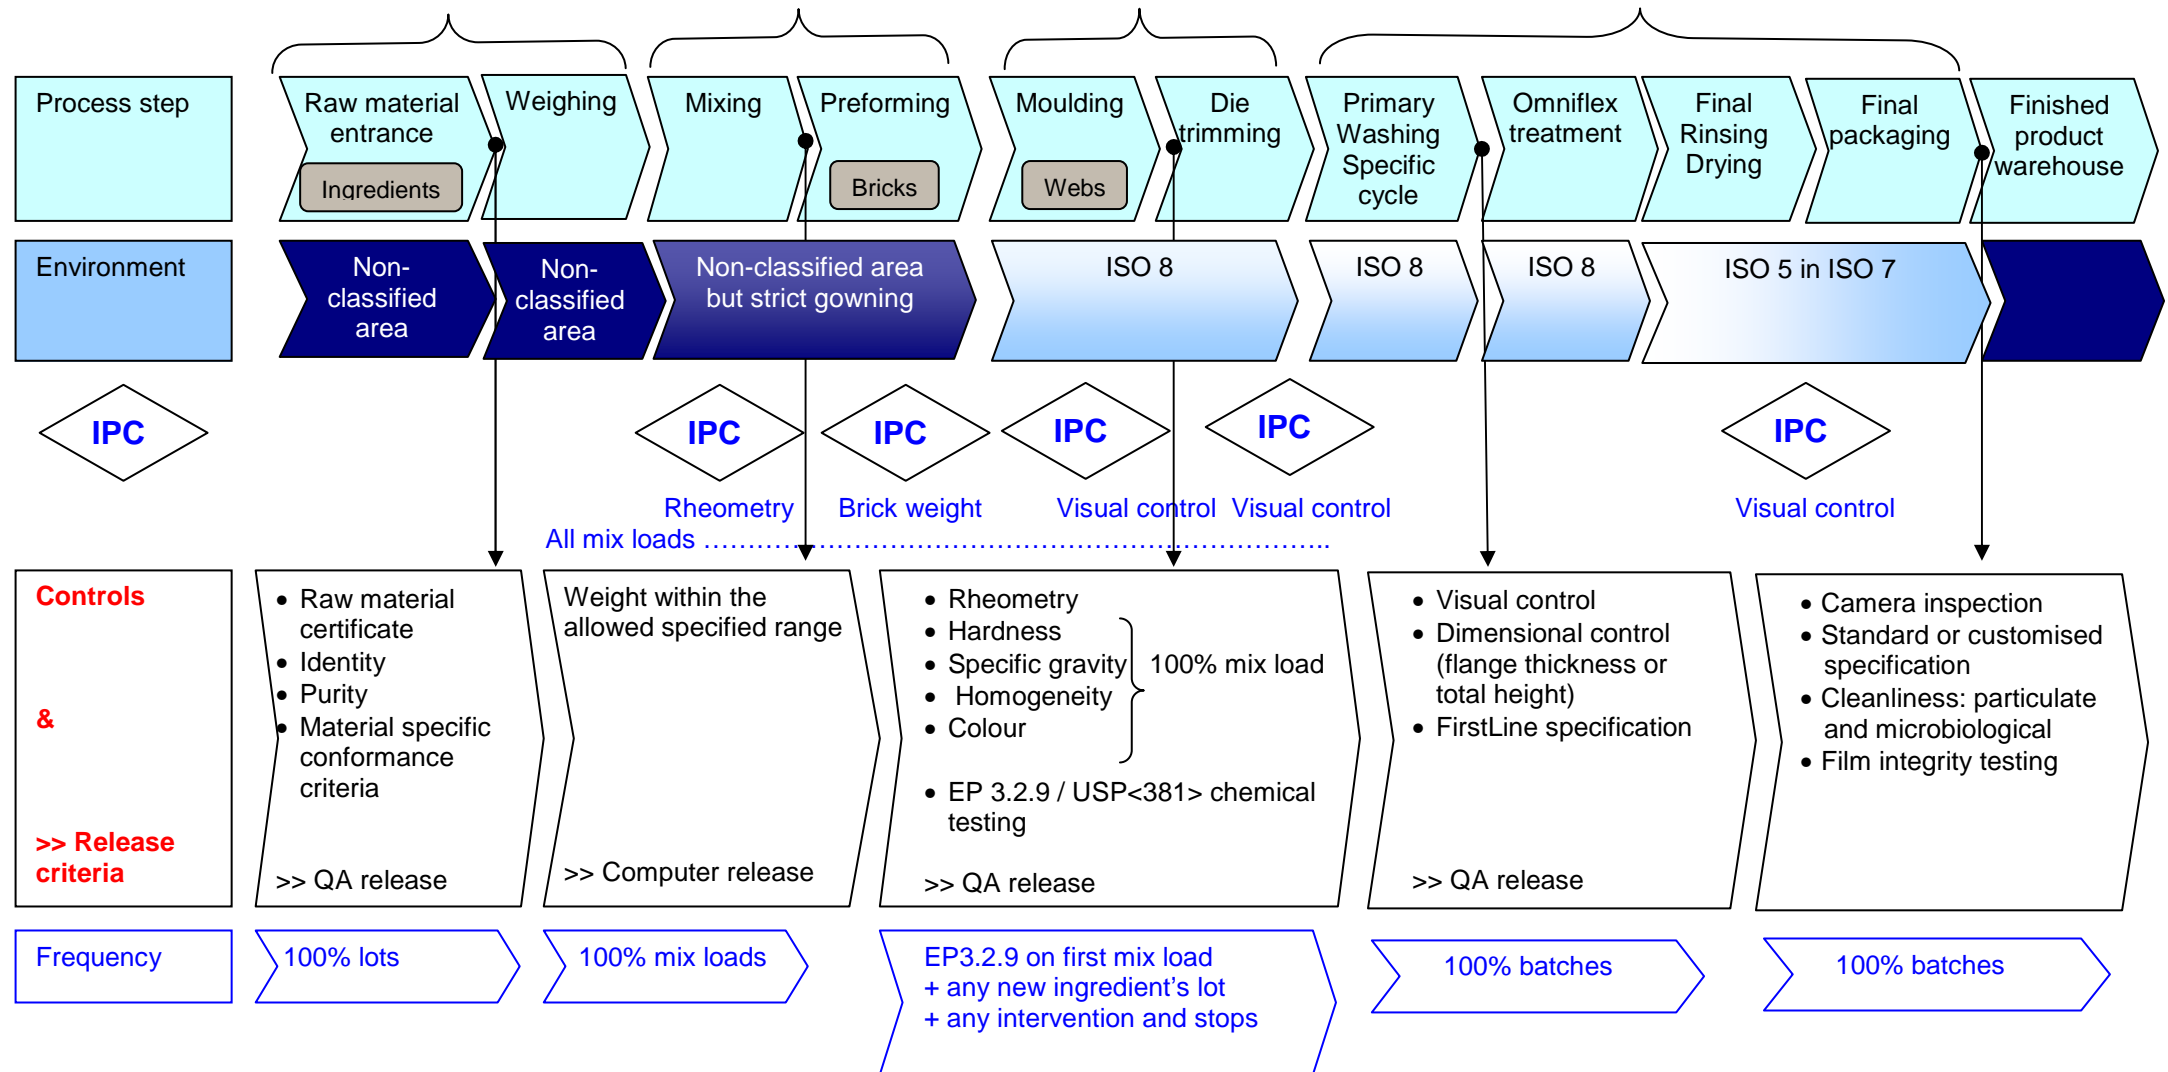 Process step
Raw material
entrance
Ingredients
Weighing
Mixing
Preforming
Bricks
Moulding
Webs
Die
trimming
Primary
Washing
Specific
cycle
Omniflex
treatment
Final
Rinsing
Drying
Final
packaging
Finished
product
warehouse
Environment
Non-
classified
area
Non-
classified
area
Non-classified area
but strict gowning
ISO 8
ISO 8
ISO 8
ISO 5 in ISO 7
IPC
IPC
IPC
IPC
IPC
IPC
Rheometry
Brick weight
Visual control
Visual control
Visual control
All mix loads ……………………………………………………………..
Controls
&
>> Release
criteria
• Raw material
certificate
• Identity
• Purity
• Material specific
conformance
criteria
>> QA release
Weight within the
allowed specified range
>> Computer release
• Rheometry
• Hardness
• Specific gravity
• Homogeneity
• Colour
100% mix load
• EP 3.2.9 / USP<381> chemical
testing
>> QA release
• Visual control
• Dimensional control
(flange thickness or
total height)
• FirstLine specification
>> QA release
• Camera inspection
• Standard or customised
specification
• Cleanliness: particulate
and microbiological
• Film integrity testing
Frequency
100% lots
100% mix loads
EP3.2.9 on first mix load
+ any new ingredient's lot
+ any intervention and stops
100% batches
100% batches